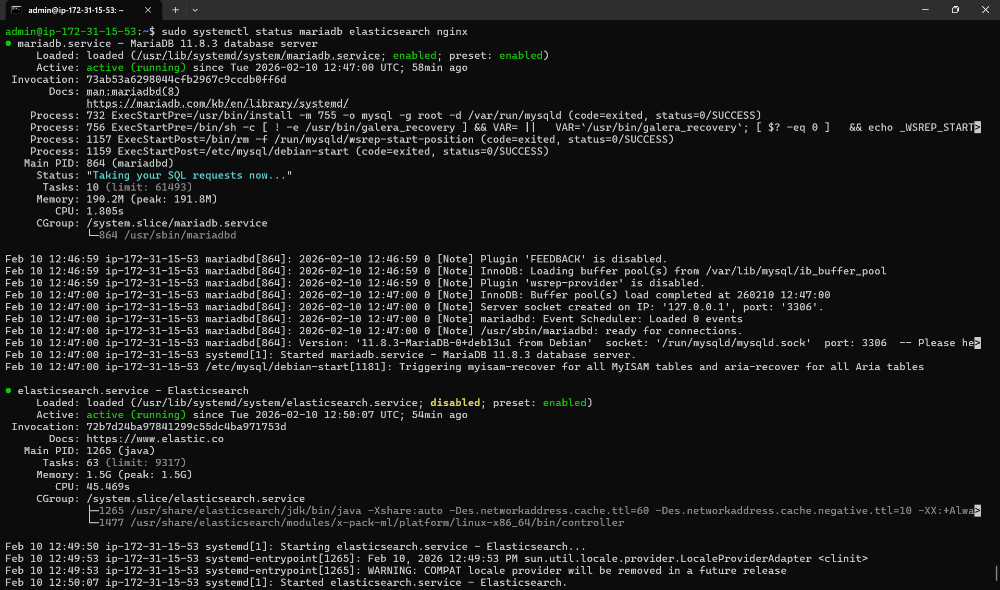 admin@ip-172-31-15-53: ~
admin@ip-172-31-15-53:~$ sudo systemctl status mariadb elasticsearch nginx
● mariadb.service - MariaDB 11.8.3 database server
     Loaded: loaded (/usr/lib/systemd/system/mariadb.service; enabled; preset: enabled)
     Active: active (running) since Tue 2026-02-10 12:47:00 UTC; 58min ago
 Invocation: 73ab53a6298044cfb2967c9ccdb0ff6d
       Docs: man:mariadbd(8)
             https://mariadb.com/kb/en/library/systemd/
    Process: 732 ExecStartPre=/usr/bin/install -m 755 -o mysql -g root -d /var/run/mysqld (code=exited, status=0/SUCCESS)
    Process: 756 ExecStartPre=/bin/sh -c [ ! -e /usr/bin/galera_recovery ] && VAR= ||   VAR=`/usr/bin/galera_recovery`; [ $? -eq 0 ]   && echo _WSREP_START>
    Process: 1157 ExecStartPost=/bin/rm -f /run/mysqld/wsrep-start-position (code=exited, status=0/SUCCESS)
    Process: 1159 ExecStartPost=/etc/mysql/debian-start (code=exited, status=0/SUCCESS)
   Main PID: 864 (mariadbd)
     Status: "Taking your SQL requests now..."
      Tasks: 10 (limit: 61493)
     Memory: 190.2M (peak: 191.8M)
        CPU: 1.805s
     CGroup: /system.slice/mariadb.service
             └─864 /usr/sbin/mariadbd
Feb 10 12:46:59 ip-172-31-15-53 mariadbd[864]: 2026-02-10 12:46:59 0 [Note] Plugin 'FEEDBACK' is disabled.
Feb 10 12:46:59 ip-172-31-15-53 mariadbd[864]: 2026-02-10 12:46:59 0 [Note] InnoDB: Loading buffer pool(s) from /var/lib/mysql/ib_buffer_pool
Feb 10 12:46:59 ip-172-31-15-53 mariadbd[864]: 2026-02-10 12:46:59 0 [Note] Plugin 'wsrep-provider' is disabled.
Feb 10 12:47:00 ip-172-31-15-53 mariadbd[864]: 2026-02-10 12:47:00 0 [Note] InnoDB: Buffer pool(s) load completed at 260210 12:47:00
Feb 10 12:47:00 ip-172-31-15-53 mariadbd[864]: 2026-02-10 12:47:00 0 [Note] Server socket created on IP: '127.0.0.1', port: '3306'.
Feb 10 12:47:00 ip-172-31-15-53 mariadbd[864]: 2026-02-10 12:47:00 0 [Note] mariadbd: Event Scheduler: Loaded 0 events
Feb 10 12:47:00 ip-172-31-15-53 mariadbd[864]: 2026-02-10 12:47:00 0 [Note] /usr/sbin/mariadbd: ready for connections.
Feb 10 12:47:00 ip-172-31-15-53 mariadbd[864]: Version: '11.8.3-MariaDB-0+deb13u1 from Debian'  socket: '/run/mysqld/mysqld.sock'  port: 3306  -- Please he>
Feb 10 12:47:00 ip-172-31-15-53 systemd[1]: Started mariadb.service - MariaDB 11.8.3 database server.
Feb 10 12:47:00 ip-172-31-15-53 /etc/mysql/debian-start[1181]: Triggering myisam-recover for all MyISAM tables and aria-recover for all Aria tables
● elasticsearch.service - Elasticsearch
     Loaded: loaded (/usr/lib/systemd/system/elasticsearch.service; disabled; preset: enabled)
     Active: active (running) since Tue 2026-02-10 12:50:07 UTC; 54min ago
 Invocation: 72b7d24ba97841299c55dc4ba971753d
       Docs: https://www.elastic.co
   Main PID: 1265 (java)
      Tasks: 63 (limit: 9317)
     Memory: 1.5G (peak: 1.5G)
        CPU: 45.469s
     CGroup: /system.slice/elasticsearch.service
             ├─1265 /usr/share/elasticsearch/jdk/bin/java -Xshare:auto -Des.networkaddress.cache.ttl=60 -Des.networkaddress.cache.negative.ttl=10 -XX:+Alwa>
             └─1477 /usr/share/elasticsearch/modules/x-pack-ml/platform/linux-x86_64/bin/controller
Feb 10 12:49:50 ip-172-31-15-53 systemd[1]: Starting elasticsearch.service - Elasticsearch...
Feb 10 12:49:53 ip-172-31-15-53 systemd-entrypoint[1265]: Feb 10, 2026 12:49:53 PM sun.util.locale.provider.LocaleProviderAdapter <clinit>
Feb 10 12:49:53 ip-172-31-15-53 systemd-entrypoint[1265]: WARNING: COMPAT locale provider will be removed in a future release
Feb 10 12:50:07 ip-172-31-15-53 systemd[1]: Started elasticsearch.service - Elasticsearch.